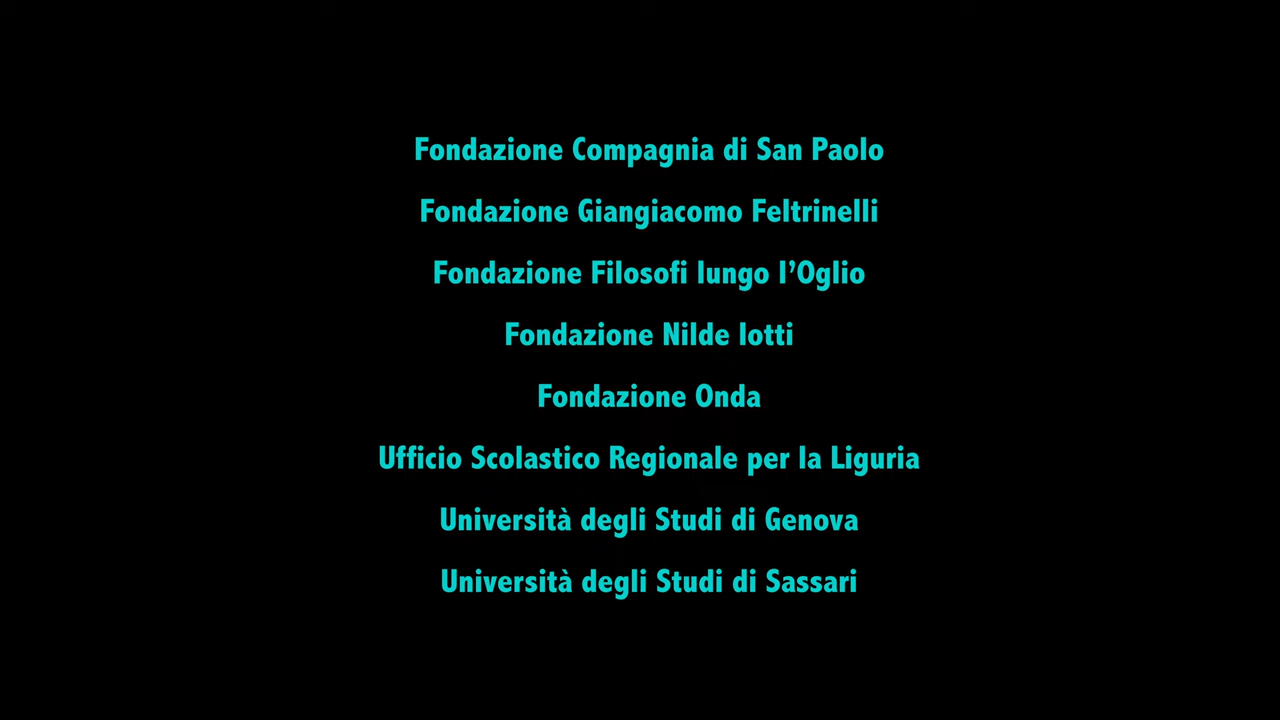 Fondazione Compagnia di San Paolo
Fondazione Giangiacomo Feltrinelli
Fondazione Filosofi lungo l’Oglio
Fondazione Nilde Iotti
Fondazione Onda
Ufficio Scolastico Regionale per la Liguria
Università degli Studi di Genova
Università degli Studi di Sassari